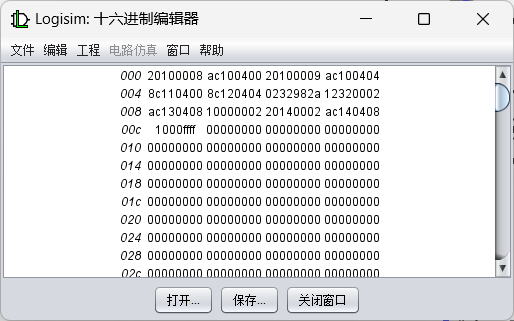 Logisim: 十六进制编辑器
文件 编辑 工程 电路仿真 窗口 帮助
000 20100008 ac100400 20100009 ac100404
004 8c110400 8c120404 0232982a 12320002
008 ac130408 10000002 20140002 ac140408
00c 1000ffff 00000000 00000000 00000000
010 00000000 00000000 00000000 00000000
014 00000000 00000000 00000000 00000000
018 00000000 00000000 00000000 00000000
01c 00000000 00000000 00000000 00000000
020 00000000 00000000 00000000 00000000
024 00000000 00000000 00000000 00000000
028 00000000 00000000 00000000 00000000
02c 00000000 00000000 00000000 00000000
打开... 保存... 关闭窗口